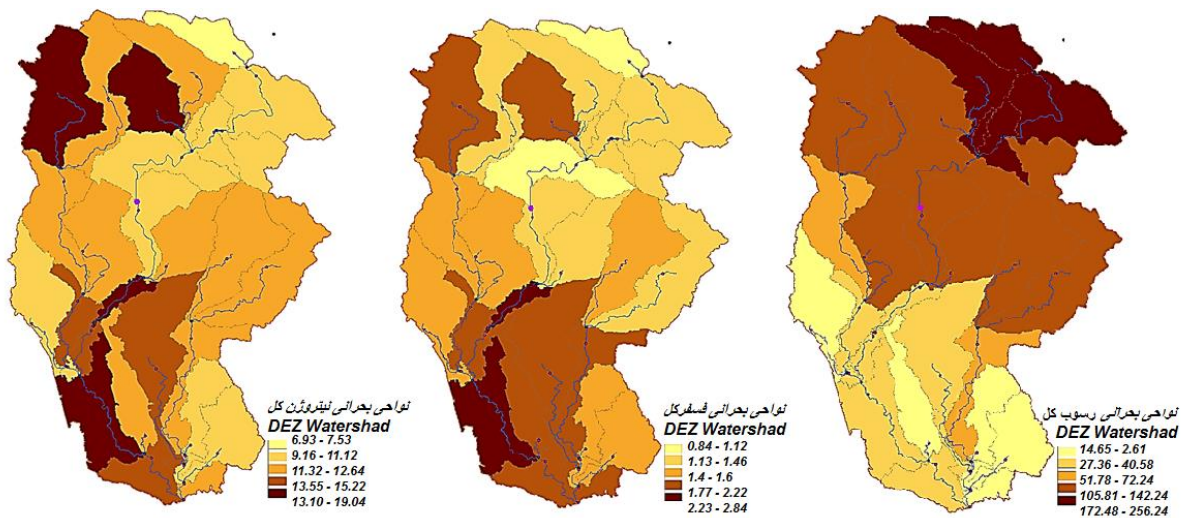 نواحی بحرانی نیتروژن کل
DEZ Watershad
6.93 - 7.53
9.16 - 11.12
11.32 - 12.64
13.55 - 15.22
13.10 - 19.04
نواحی بحرانی فسفرکل
DEZ Watershad
0.84 - 1.12
1.13 - 1.46
1.4 - 1.6
1.77 - 2.22
2.23 - 2.84
نواحی بحرانی رسوب کل
DEZ Watershad
14.65 - 2.61
27.36 - 40.58
51.78 - 72.24
105.81 - 142.24
172.48 - 256.24